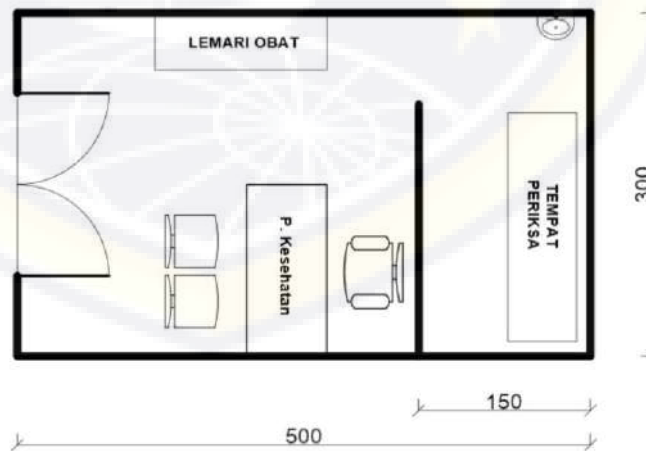 LEMARI OBAT
P. Kesehatan
TEMPAT
PERIKSA
300
150
500